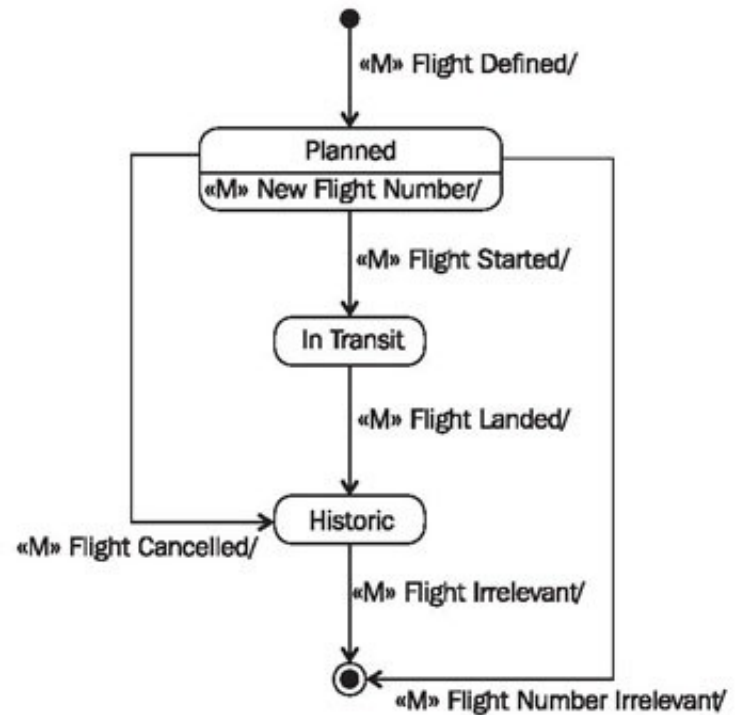 «M» Flight Defined/
Planned
«M» New Flight Number/
«M» Flight Started/
In Transit
«M» Flight Landed/
Historic
«M» Flight Cancelled/
«M» Flight Irrelevant/
«M» Flight Number Irrelevant/